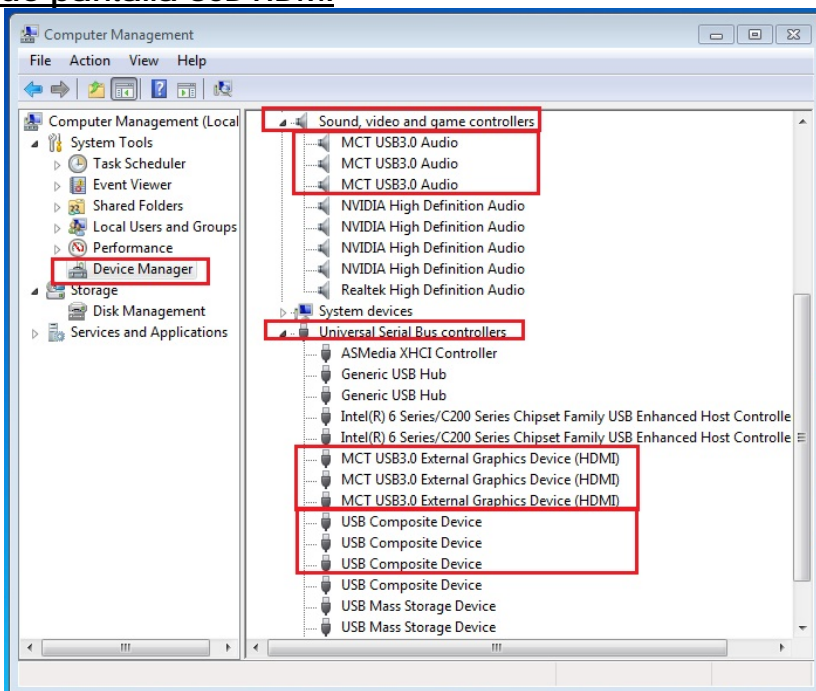 de pantalla USB HDMI
Computer Management
File Action View Help
Computer Management (Local
System Tools
Task Scheduler
Event Viewer
Shared Folders
Local Users and Groups
Performance
Device Manager
Storage
Disk Management
Services and Applications
Sound, video and game controllers
MCT USB3.0 Audio
MCT USB3.0 Audio
MCT USB3.0 Audio
NVIDIA High Definition Audio
NVIDIA High Definition Audio
NVIDIA High Definition Audio
NVIDIA High Definition Audio
Realtek High Definition Audio
System devices
Universal Serial Bus controllers
ASMedia XHCI Controller
Generic USB Hub
Generic USB Hub
Intel(R) 6 Series/C200 Series Chipset Family USB Enhanced Host Controlle
Intel(R) 6 Series/C200 Series Chipset Family USB Enhanced Host Controlle
MCT USB3.0 External Graphics Device (HDMI)
MCT USB3.0 External Graphics Device (HDMI)
MCT USB3.0 External Graphics Device (HDMI)
USB Composite Device
USB Composite Device
USB Composite Device
USB Composite Device
USB Mass Storage Device
USB Mass Storage Device